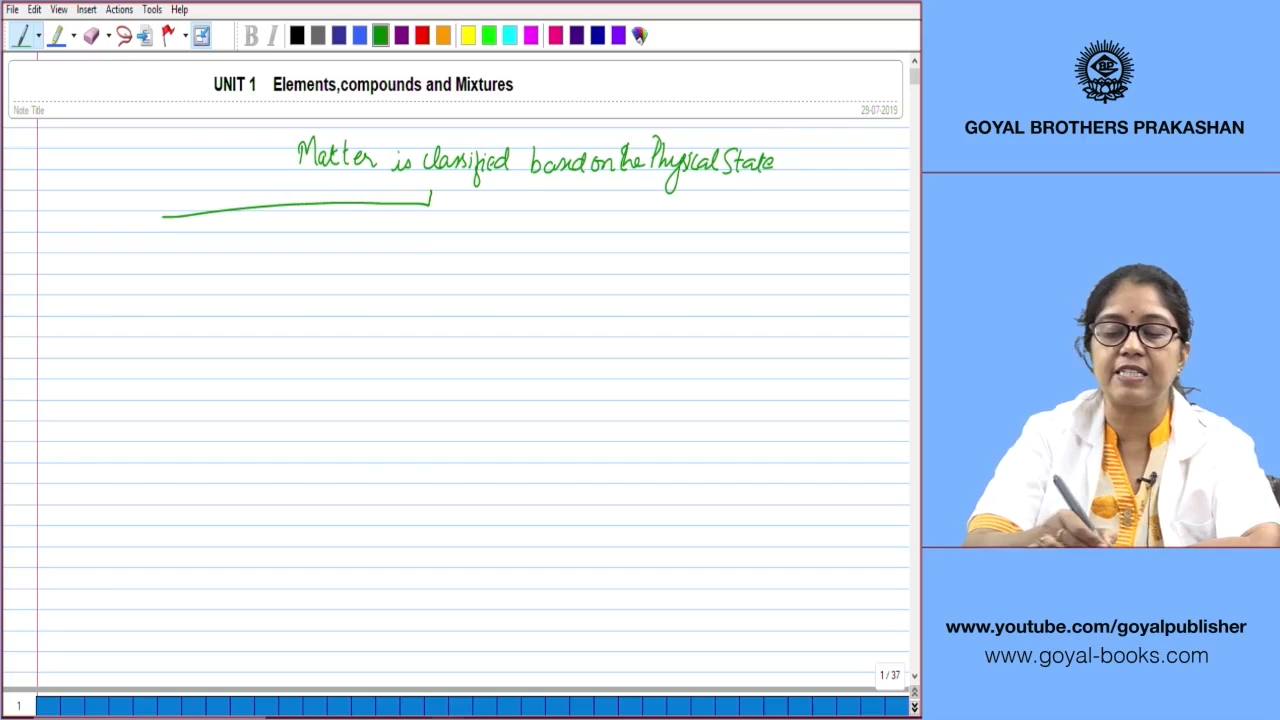 File Edit View Insert Actions Tools Help
B I
UNIT 1 Elements,compounds and Mixtures
Note Title
29-07-2019
Matter is classified based on the Physical State
1 / 37
1
GBP
GOYAL BROTHERS PRAKASHAN
www.youtube.com/goyalpublisher
www.goyal-books.com